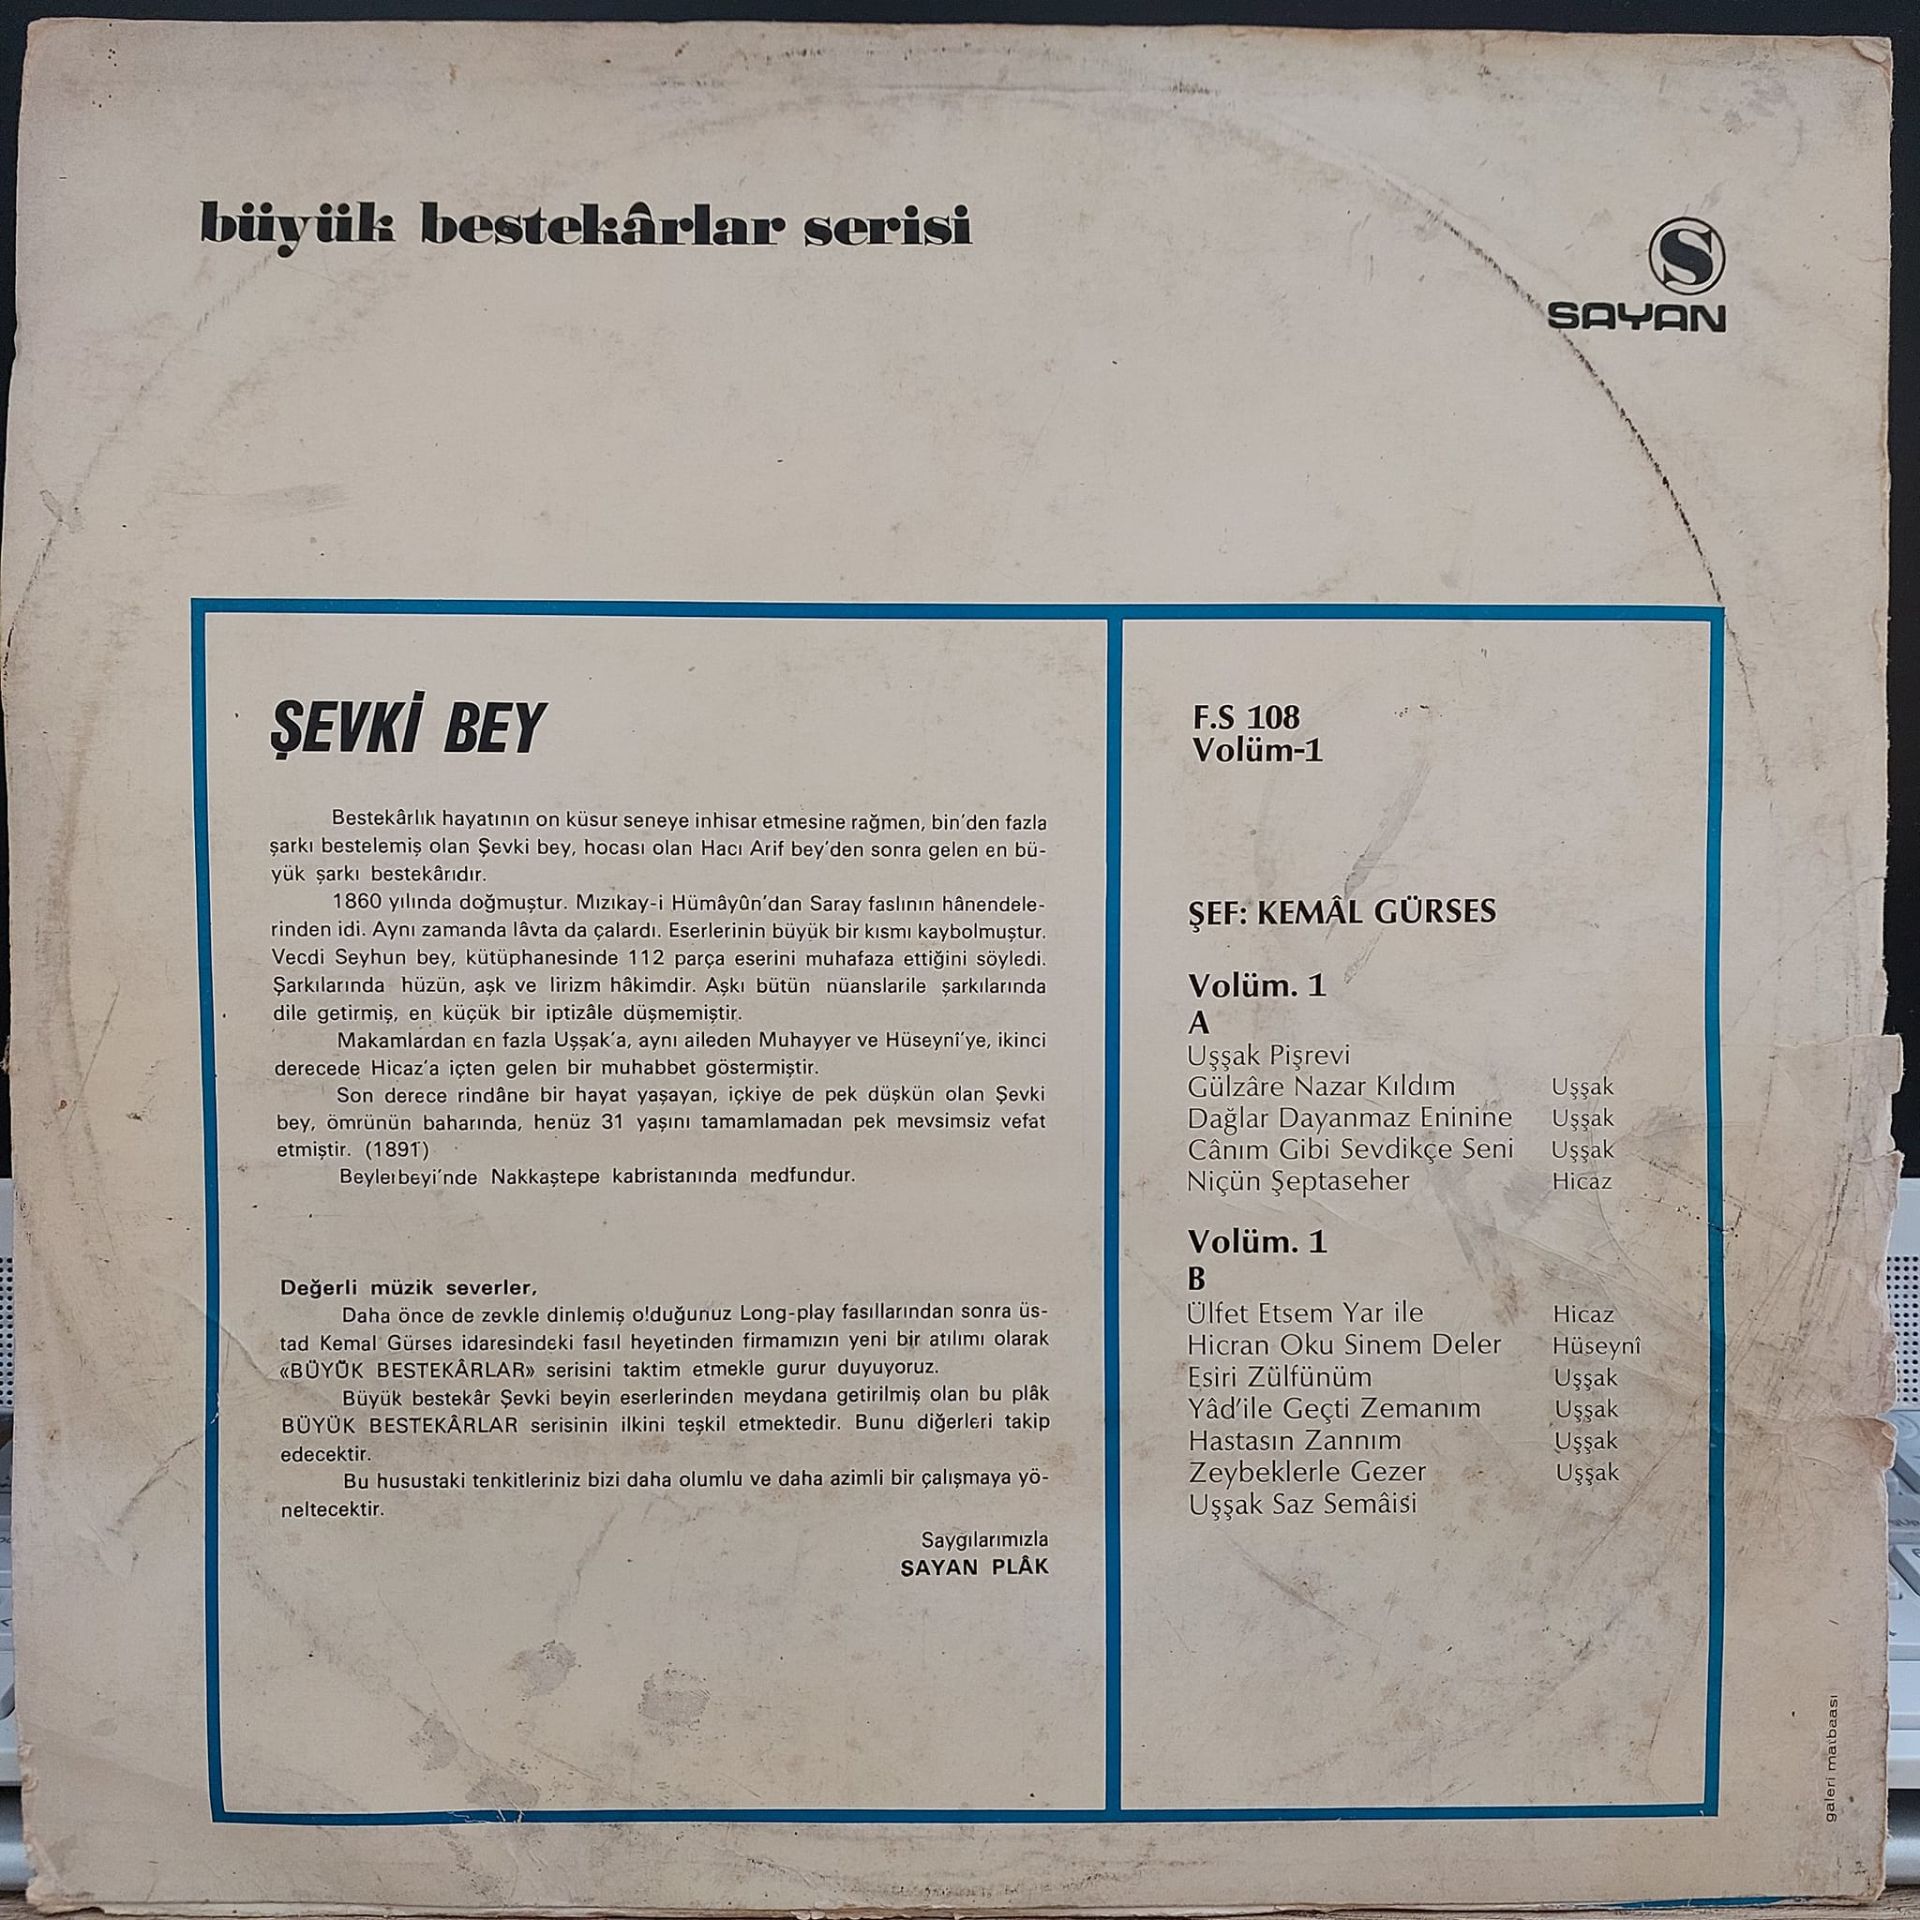 büyük bestekârlar serisi
S
SAYAN
ŞEVKİ BEY
Bestekârlık hayatının on küsur seneye inhisar etmesine rağmen, bin'den fazla
şarkı bestelemiş olan Şevki bey, hocası olan Hacı Arif bey'den sonra gelen en bü-
yük şarkı bestekârıdır.
1860 yılında doğmuştur. Mızıkay-i Hümâyûn'dan Saray faslının hânendele-
rinden idi. Aynı zamanda lâvta da çalardı. Eserlerinin büyük bir kısmı kaybolmuştur.
Vecdi Seyhun bey, kütüphanesinde 112 parça eserini muhafaza ettiğini söyledi.
Şarkılarında hüzün, aşk ve lirizm hâkimdir. Aşkı bütün nüanslarile şarkılarında
dile getirmiş, en küçük bir iptizâle düşmemiştir.
Makamlardan en fazla Uşşak'a, aynı aileden Muhayyer ve Hüseynî'ye, ikinci
derecede Hicaz'a içten gelen bir muhabbet göstermiştir.
Son derece rindâne bir hayat yaşayan, içkiye de pek düşkün olan Şevki
bey, ömrünün baharında, henüz 31 yaşını tamamlamadan pek mevsimsiz vefat
etmiştir. (1891)
Beylerbeyi'nde Nakkaştepe kabristanında medfundur.
Değerli müzik severler,
Daha önce de zevkle dinlemiş olduğunuz Long-play fasıllarından sonra üs-
tad Kemal Gürses idaresindeki fasıl heyetinden firmamızın yeni bir atılımı olarak
«BÜYÜK BESTEKÂRLAR» serisini taktim etmekle gurur duyuyoruz.
Büyük bestekâr Şevki beyin eserlerinden meydana getirilmiş olan bu plâk
BÜYÜK BESTEKÂRLAR serisinin ilkini teşkil etmektedir. Bunu diğerleri takip
edecektir.
Bu husustaki tenkitleriniz bizi daha olumlu ve daha azimli bir çalışmaya yö-
neltecektir.
Saygılarımızla
SAYAN PLÂK
F.S 108
Volüm-1
ŞEF: KEMÂL GÜRSES
Volüm. 1
A
Uşşak Pişrevi
Gülzâre Nazar Kıldım Uşşak
Dağlar Dayanmaz Eninine Uşşak
Cânım Gibi Sevdikçe Seni Uşşak
Niçün Şeptaseher Hicaz
Volüm. 1
B
Ülfet Etsem Yar ile Hicaz
Hicran Oku Sinem Deler Hüseynî
Esiri Zülfünüm Uşşak
Yâd'ile Geçti Zemanım Uşşak
Hastasın Zannım Uşşak
Zeybeklerle Gezer Uşşak
Uşşak Saz Semâisi
galeri matbaası